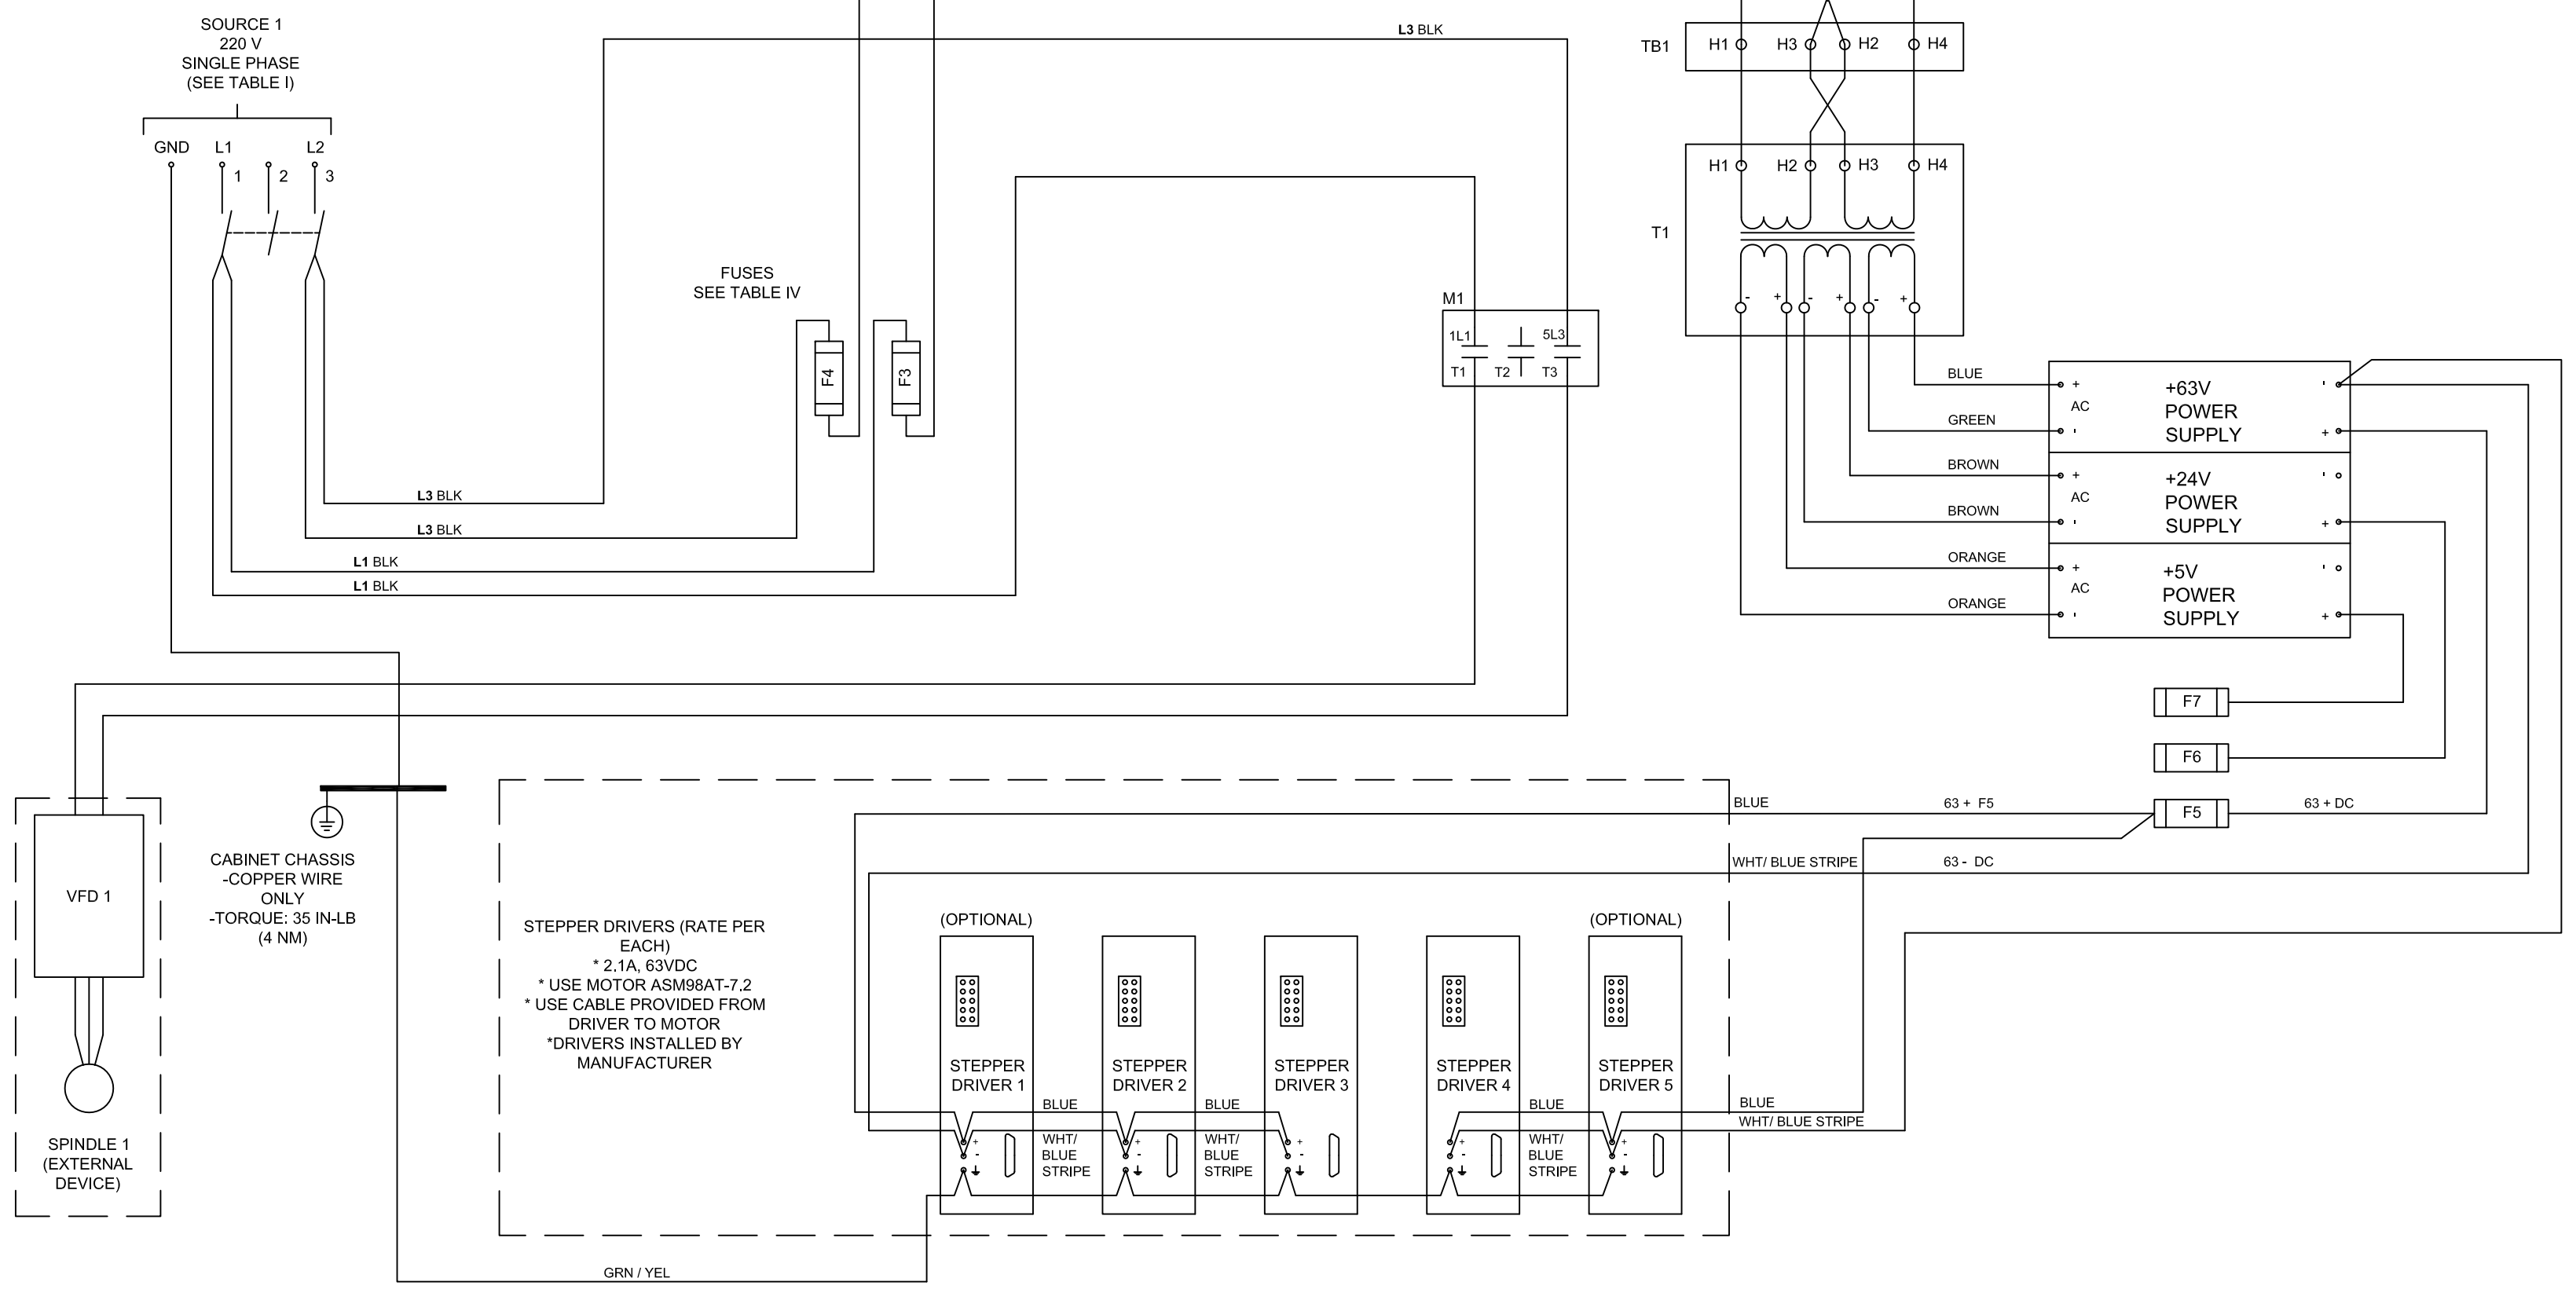 SOURCE 1
220 V
SINGLE PHASE
(SEE TABLE I)
GND L1 L2
1 2 3
L3 BLK
TB1
H1 H3 H2 H4
H1 H2 H3 H4
T1
- + - + - +
FUSES
SEE TABLE IV
F4
F3
M1
1L1 5L3
T1 T2 T3
L3 BLK
L3 BLK
L1 BLK
L1 BLK
BLUE
GREEN
BROWN
BROWN
ORANGE
ORANGE
+
AC
-
+63V
POWER
SUPPLY
-
+
+
AC
-
+24V
POWER
SUPPLY
-
+
+
AC
-
+5V
POWER
SUPPLY
-
+
F7
F6
F5
BLUE
63 + F5
63 + DC
WHT/ BLUE STRIPE
63 - DC
VFD 1
SPINDLE 1
(EXTERNAL
DEVICE)
CABINET CHASSIS
-COPPER WIRE
ONLY
-TORQUE: 35 IN-LB
(4 NM)
STEPPER DRIVERS (RATE PER
EACH)
* 2.1A, 63VDC
* USE MOTOR ASM98AT-7.2
* USE CABLE PROVIDED FROM
DRIVER TO MOTOR
*DRIVERS INSTALLED BY
MANUFACTURER
(OPTIONAL)
STEPPER
DRIVER 1
+
-
BLUE
WHT/
BLUE
STRIPE
STEPPER
DRIVER 2
+
-
BLUE
WHT/
BLUE
STRIPE
STEPPER
DRIVER 3
+
-
STEPPER
DRIVER 4
+
-
BLUE
WHT/
BLUE
STRIPE
(OPTIONAL)
STEPPER
DRIVER 5
+
-
BLUE
WHT/ BLUE STRIPE
GRN / YEL